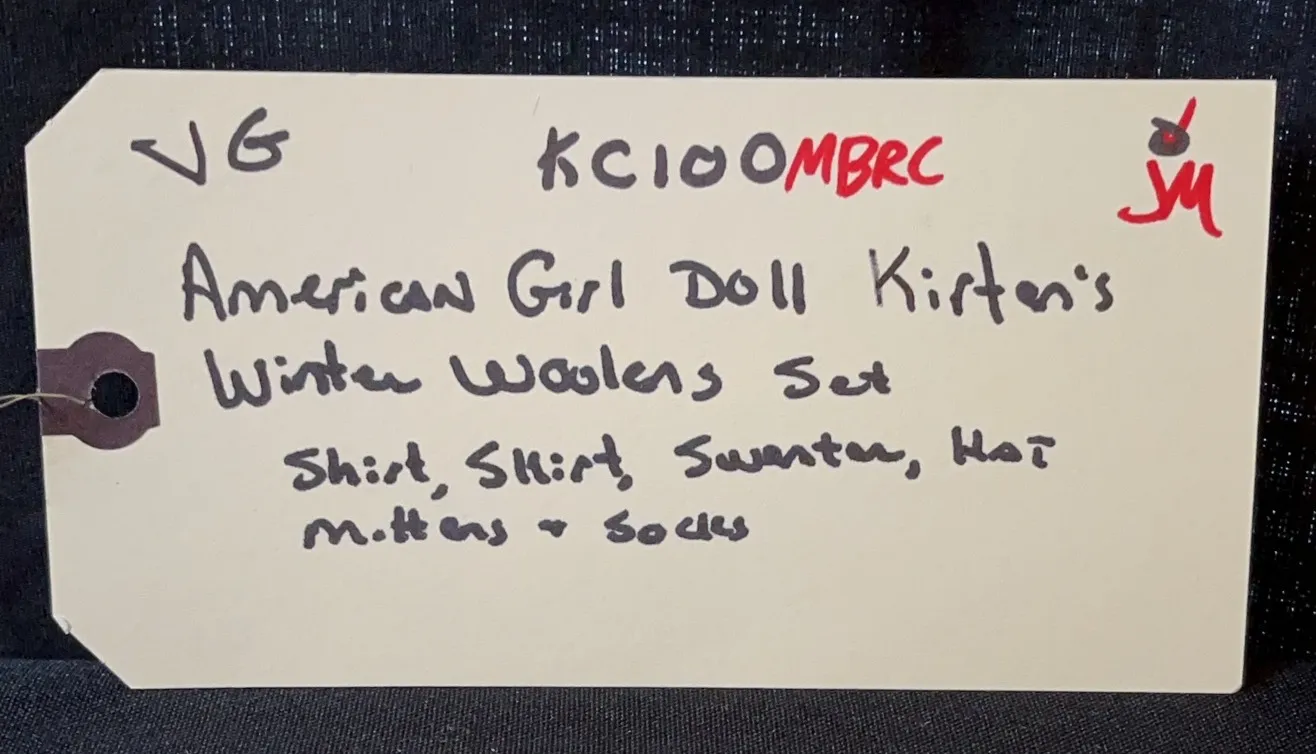 VG KC100MBRC JM
American Girl Doll Kirsten's
Winter Woolens Set
Shirt, Skirt, Sweater, Hat
Mittens + Socks